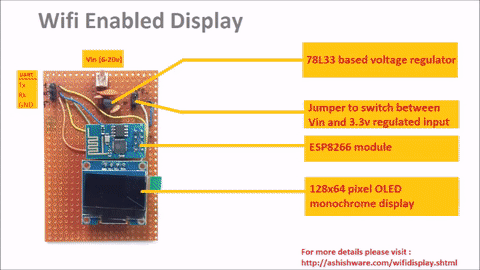 Wifi Enabled Display
Vin (6-20v)
78L33 based voltage regulator
UART
Tx
Rx
GND
Jumper to switch between
Vin and 3.3v regulated input
ESP8266 module
128x64 pixel OLED
monochrome display
For more details please visit :
http://ashishware.com/wifidisplay.shtml